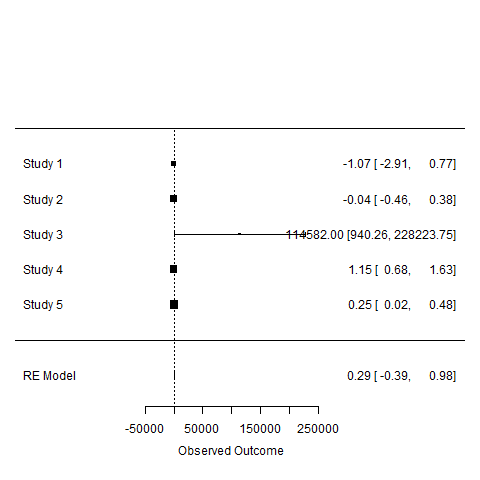 Study 1 -1.07 [ -2.91, 0.77]
Study 2 -0.04 [ -0.46, 0.38]
Study 3 114582.00 [940.26, 228223.75]
Study 4 1.15 [ 0.68, 1.63]
Study 5 0.25 [ 0.02, 0.48]
RE Model 0.29 [ -0.39, 0.98]
-50000 50000 150000 250000
Observed Outcome